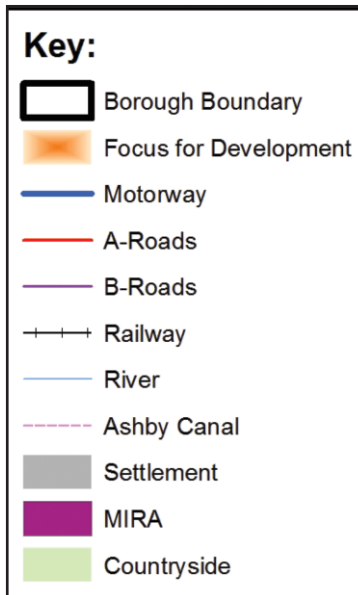 Key:
Borough Boundary
Focus for Development
Motorway
A-Roads
B-Roads
Railway
River
Ashby Canal
Settlement
MIRA
Countryside